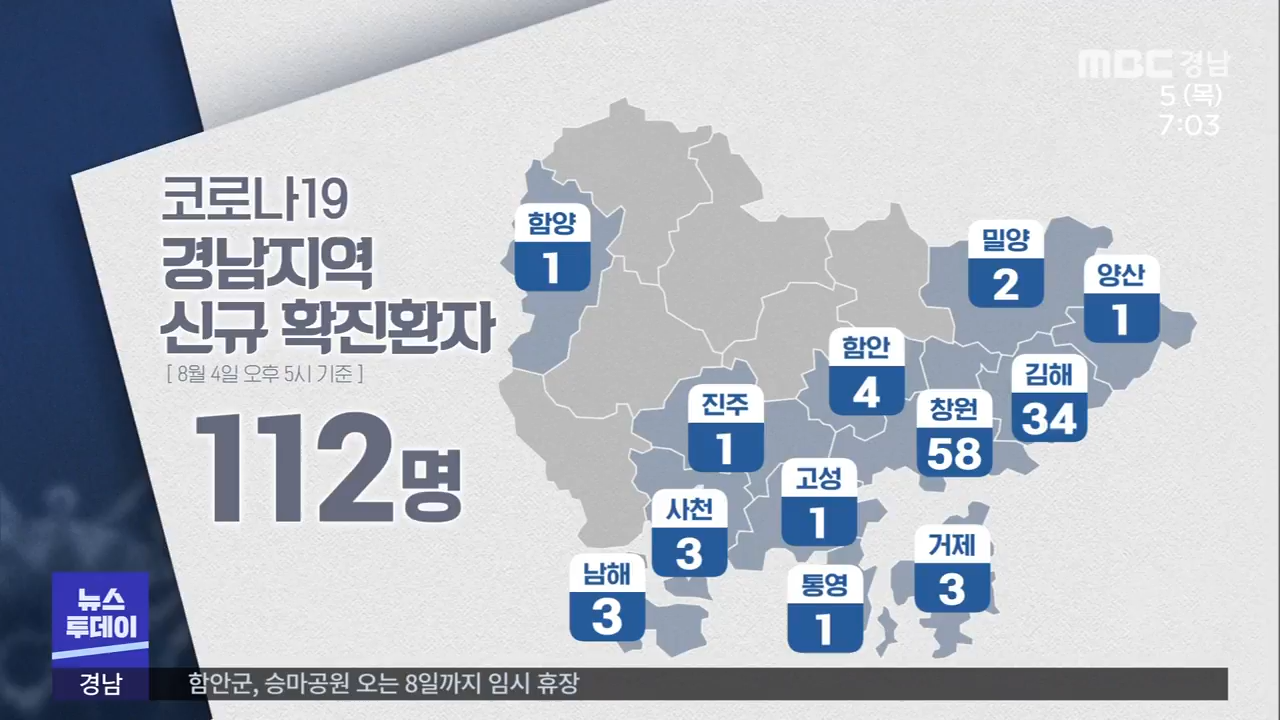 MBC 경남
5 (목)
7:03
코로나19
경남지역
신규 확진환자
[ 8월 4일 오후 5시 기준 ]
112명
함양
1
밀양
2
양산
1
함안
4
김해
34
창원
58
진주
1
고성
1
사천
3
거제
3
남해
3
통영
1
뉴스
투데이
경남
함안군, 승마공원 오는 8일까지 임시 휴장